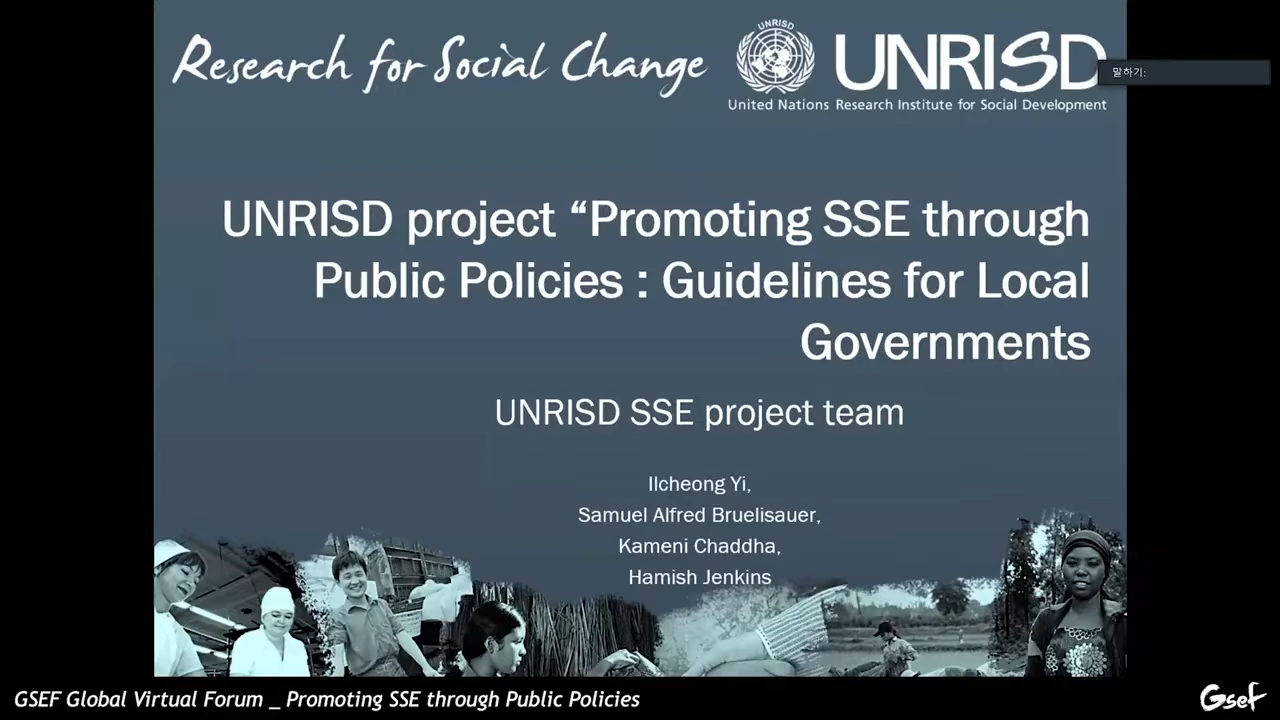 Research for Social Change
UNRISD
UNRISD
United Nations Research Institute for Social Development
말하기:
UNRISD project “Promoting SSE through
Public Policies : Guidelines for Local
Governments
UNRISD SSE project team
Ilcheong Yi,
Samuel Alfred Bruelisauer,
Kameni Chaddha,
Hamish Jenkins
GSEF Global Virtual Forum _ Promoting SSE through Public Policies
Gsef